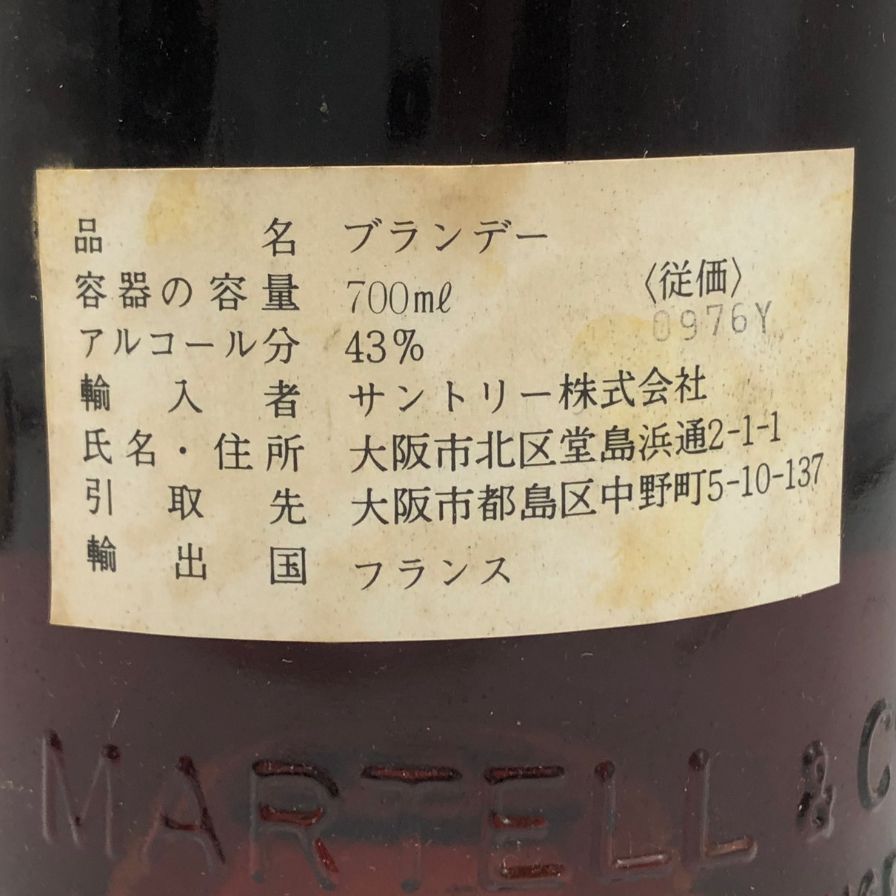 品名 ブランデー
容器の容量 700ml 〈従価〉
アルコール分 43% 0976Y
輸入者 サントリー株式会社
氏名・住所 大阪市北区堂島浜通2-1-1
引取先 大阪市都島区中野町5-10-137
輸出国 フランス
MARTELL & C